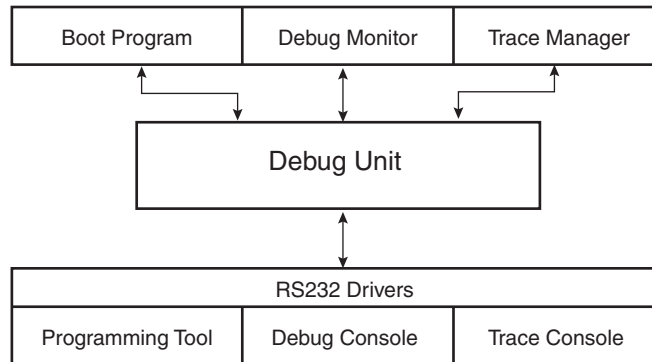 Boot Program
Debug Monitor
Trace Manager
Debug Unit
RS232 Drivers
Programming Tool
Debug Console
Trace Console